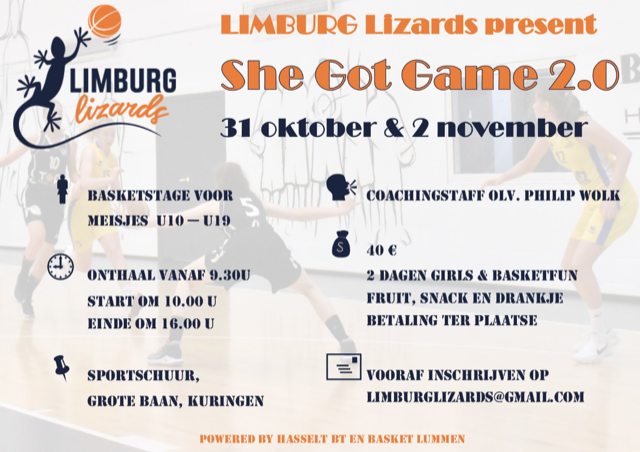 LIMBURG
lizards
LIMBURG Lizards present
She Got Game 2.0
31 oktober & 2 november
BASKETSTAGE VOOR
MEISJES U10 – U19
ONTHAAL VANAF 9.30U
START OM 10.00 U
EINDE OM 16.00 U
SPORTSCHUUR,
GROTE BAAN, KURINGEN
COACHINGSTAFF OLV. PHILIP WOLK
40 €
2 DAGEN GIRLS & BASKETFUN
FRUIT, SNACK EN DRANKJE
BETALING TER PLAATSE
VOORAF INSCHRIJVEN OP
LIMBURGLIZARDS@GMAIL.COM
POWERED BY HASSELT BT EN BASKET LUMMEN